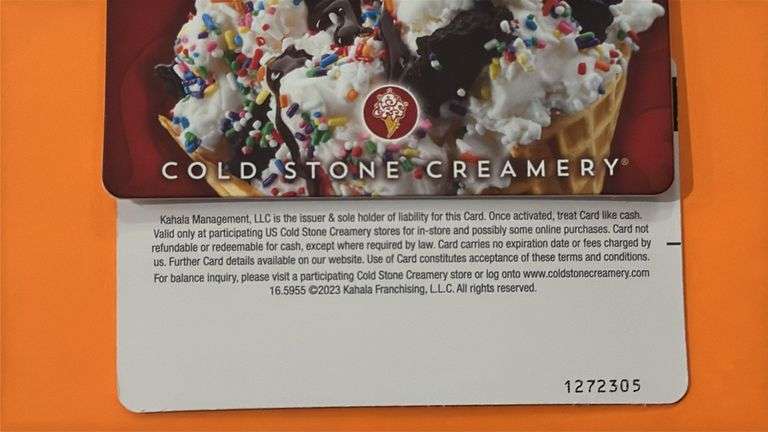 COLD STONE CREAMERY®
Kahala Management, LLC is the issuer & sole holder of liability for this Card. Once activated, treat Card like cash.
Valid only at participating US Cold Stone Creamery stores for in-store and possibly some online purchases. Card not
refundable or redeemable for cash, except where required by law. Card carries no expiration date or fees charged by
us. Further Card details available on our website. Use of Card constitutes acceptance of these terms and conditions.
For balance inquiry, please visit a participating Cold Stone Creamery store or log onto www.coldstonecreamery.com
16.5955 ©2023 Kahala Franchising, L.L.C. All rights reserved.
1272305